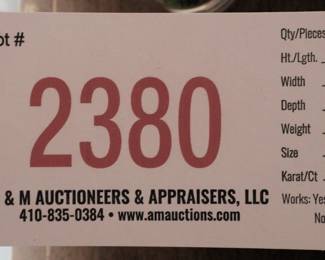 ot #
2380
& M AUCTIONEERS & APPRAISERS, LLC
410-835-0384 • www.amauctions.com
Qty/Pieces
Ht./Lgth.
Width
Depth
Weight
Size
Karat/Ct
Works: Yes
No